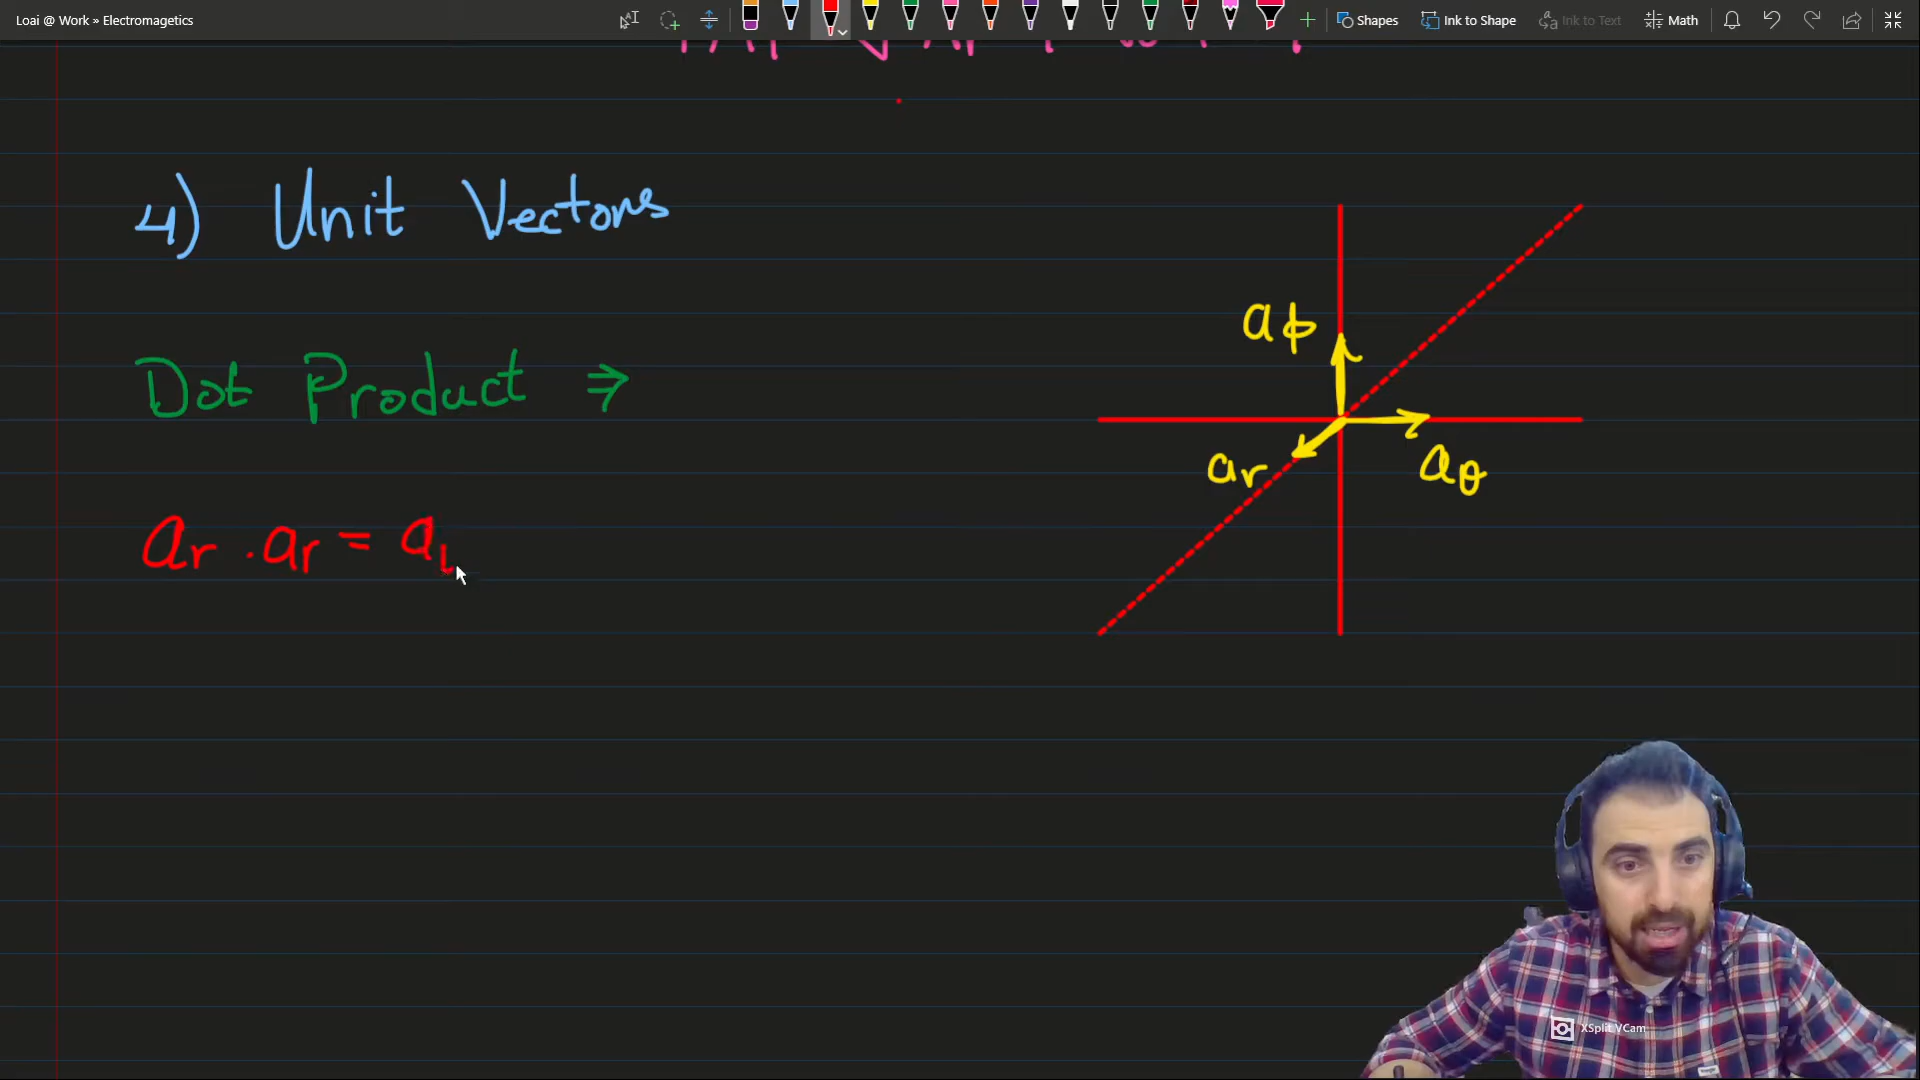 Loai @ Work » Electromagetics
Shapes
Ink to Shape
Ink to Text
Math
4) Unit Vectors
Dot Product ⇒
aϕ
ar
aθ
ar . ar = a
XSplit VCam